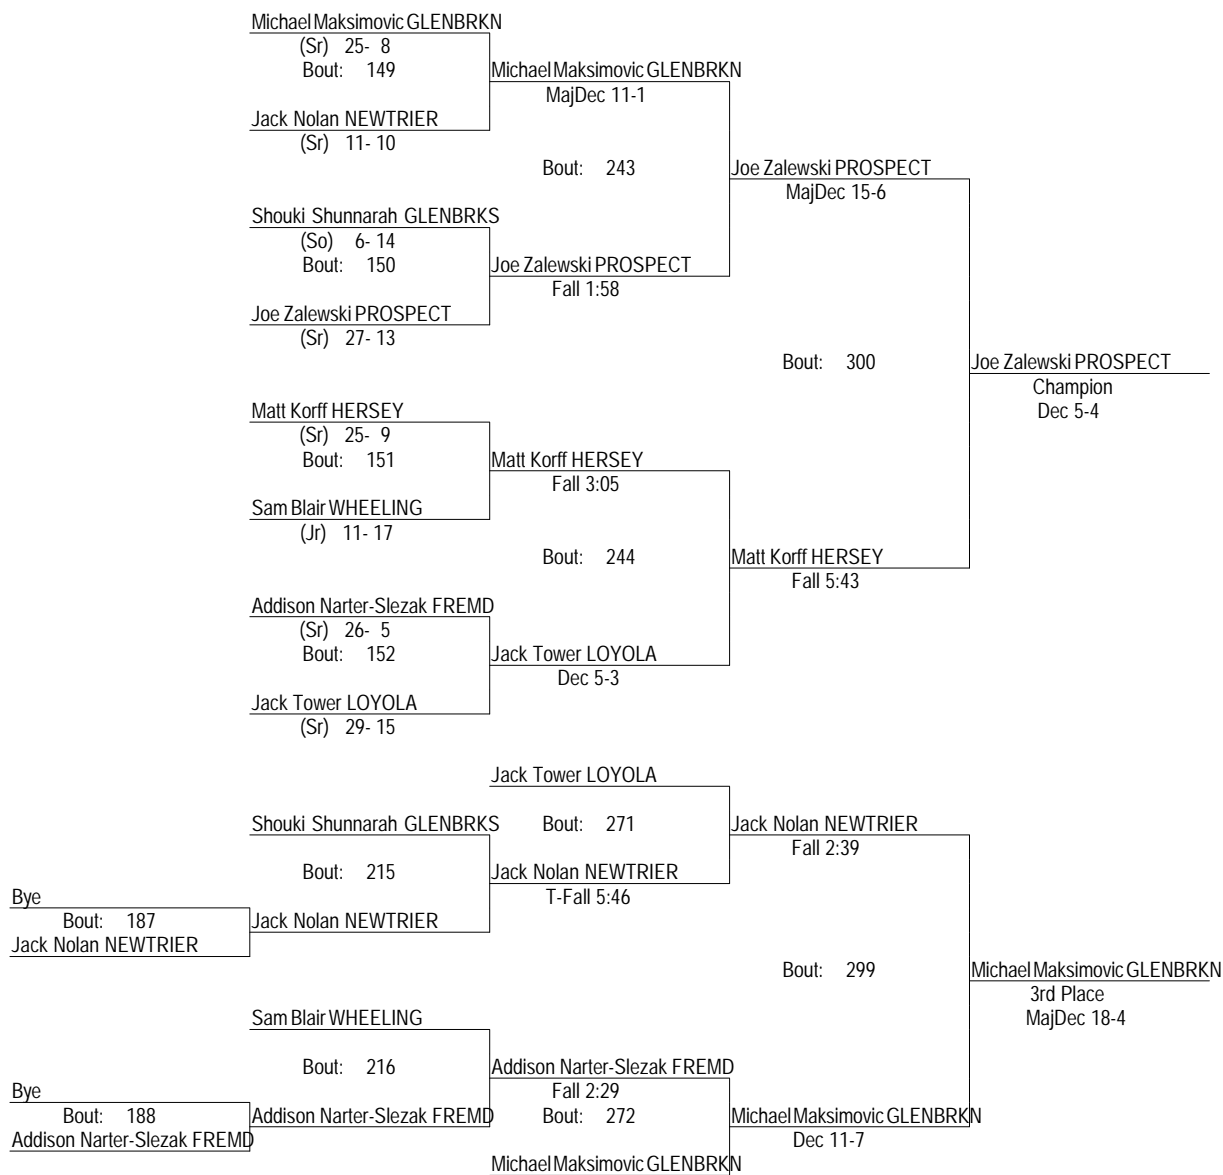 Michael Maksimovic GLENBRKN
(Sr) 25- 8
Bout: 149
Michael Maksimovic GLENBRKN
MajDec 11-1
Jack Nolan NEWTRIER
(Sr) 11- 10
Bout: 243
Joe Zalewski PROSPECT
MajDec 15-6
Shouki Shunnarah GLENBRKS
(So) 6- 14
Bout: 150
Joe Zalewski PROSPECT
Fall 1:58
Joe Zalewski PROSPECT
(Sr) 27- 13
Bout: 300
Joe Zalewski PROSPECT
Champion
Dec 5-4
Matt Korff HERSEY
(Sr) 25- 9
Bout: 151
Matt Korff HERSEY
Fall 3:05
Sam Blair WHEELING
(Jr) 11- 17
Bout: 244
Matt Korff HERSEY
Fall 5:43
Addison Narter-Slezak FREMD
(Sr) 26- 5
Bout: 152
Jack Tower LOYOLA
Dec 5-3
Jack Tower LOYOLA
(Sr) 29- 15
Jack Tower LOYOLA
Shouki Shunnarah GLENBRKS
Bout: 271
Jack Nolan NEWTRIER
Fall 2:39
Bout: 215
Jack Nolan NEWTRIER
T-Fall 5:46
Bye
Bout: 187
Jack Nolan NEWTRIER
Jack Nolan NEWTRIER
Bout: 299
Michael Maksimovic GLENBRKN
3rd Place
MajDec 18-4
Sam Blair WHEELING
Bout: 216
Addison Narter-Slezak FREMD
Fall 2:29
Bye
Bout: 188
Addison Narter-Slezak FREMD
Addison Narter-Slezak FREMD
Bout: 272
Michael Maksimovic GLENBRKN
Dec 11-7
Michael Maksimovic GLENBRKN